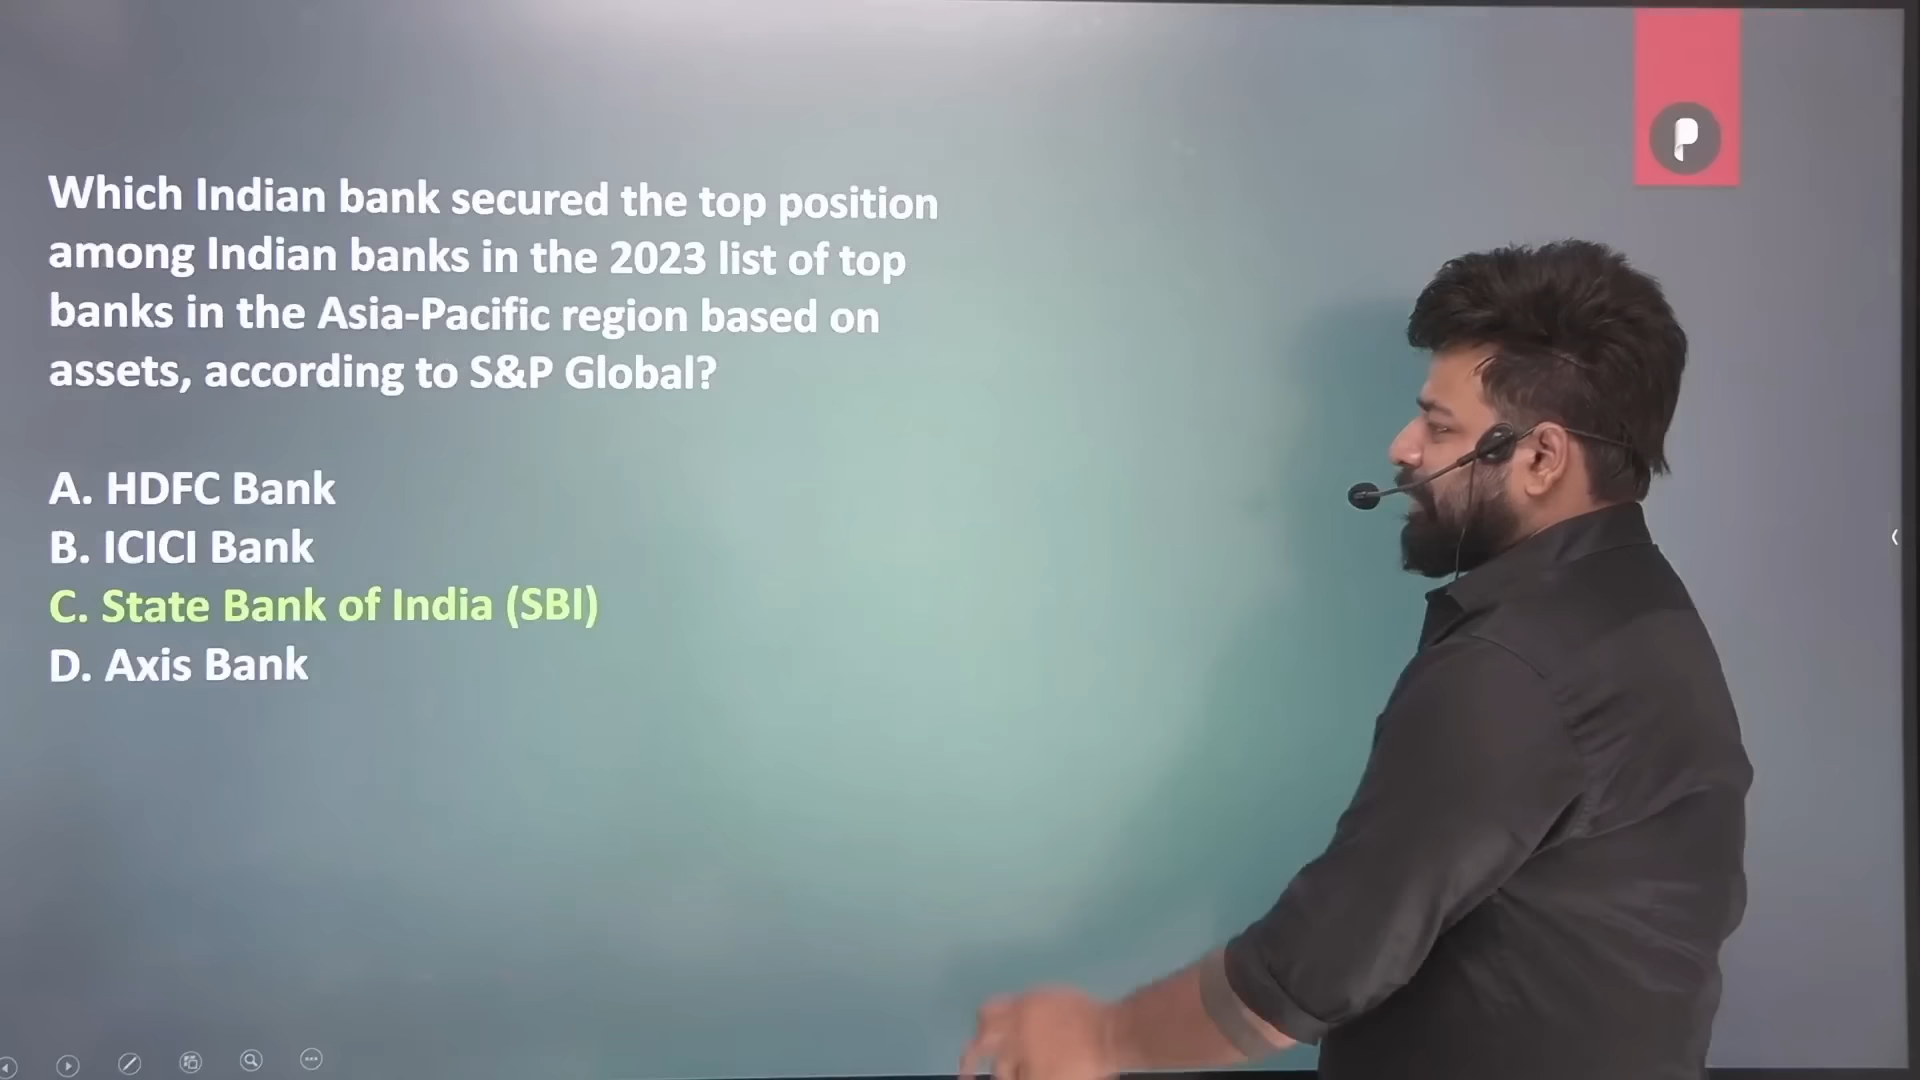 Which Indian bank secured the top position
among Indian banks in the 2023 list of top
banks in the Asia-Pacific region based on
assets, according to S&P Global?
A. HDFC Bank
B. ICICI Bank
C. State Bank of India (SBI)
D. Axis Bank